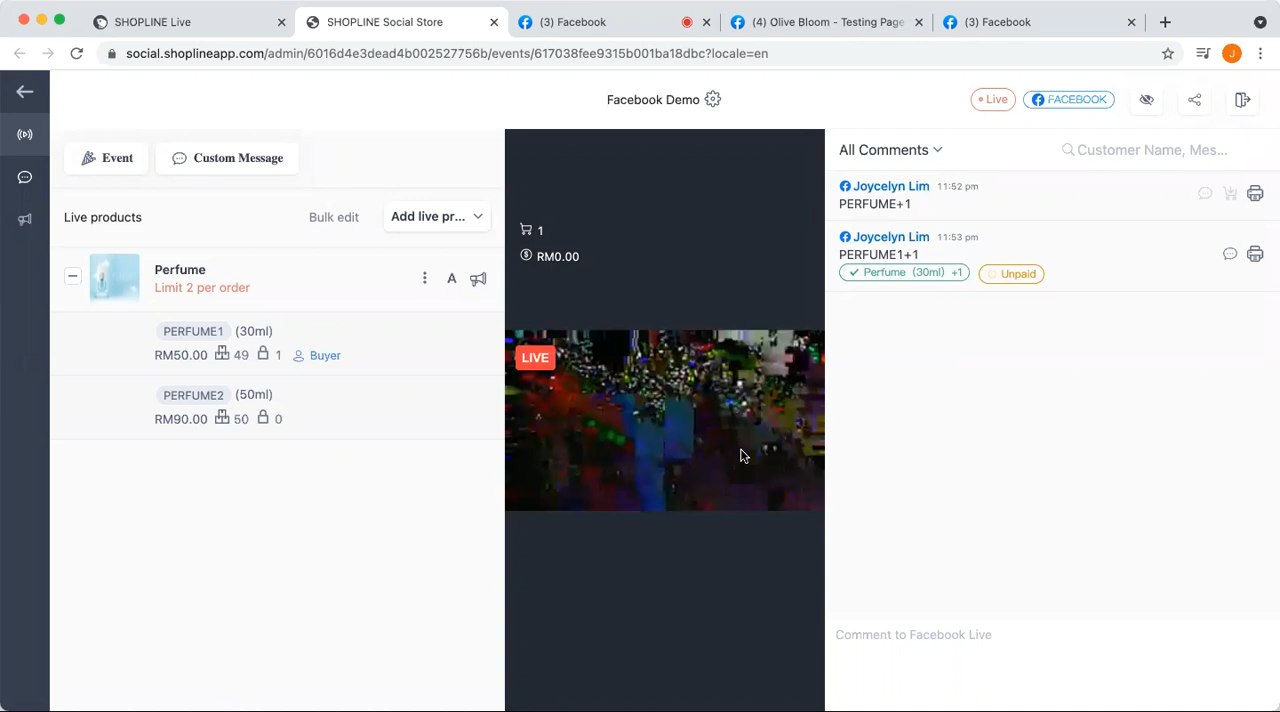 SHOPLINE Live
SHOPLINE Social Store
(3) Facebook
(4) Olive Bloom - Testing Page
(3) Facebook
social.shoplineapp.com/admin/6016d4e3dead4b002527756b/events/617038fee9315b001ba18dbc?locale=en
J
Facebook Demo
Live
FACEBOOK
Event
Custom Message
All Comments
Customer Name, Mes...
Live products
Bulk edit
Add live pr...
Joycelyn Lim 11:52 pm
PERFUME+1
Joycelyn Lim 11:53 pm
PERFUME1+1
Perfume (30ml) +1
Unpaid
1
RM0.00
LIVE
Perfume
Limit 2 per order
A
PERFUME1 (30ml)
RM50.00 49 1 Buyer
PERFUME2 (50ml)
RM90.00 50 0
Comment to Facebook Live